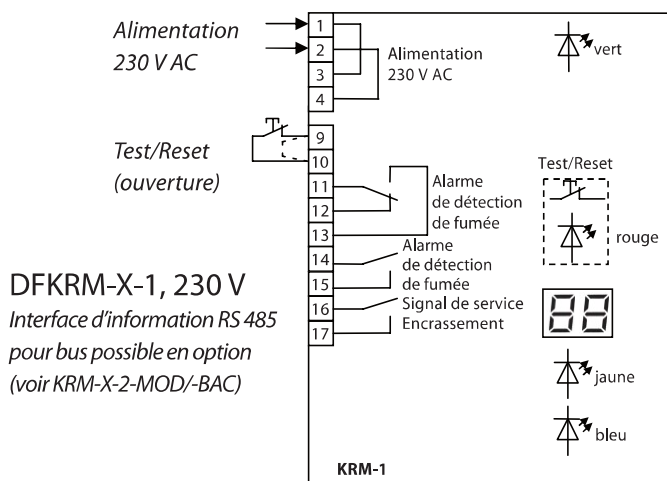 Alimentation
230 V AC
1
2
3
4
Alimentation
230 V AC
vert
Test/Reset
(ouverture)
9
10
11
12
13
14
15
16
17
Alarme
de détection
de fumée
Alarme
de détection
de fumée
Signal de service
Encrassement
Test/Reset
rouge
88
jaune
bleu
DFKRM-X-1, 230 V
Interface d'information RS 485
pour bus possible en option
(voir KRM-X-2-MOD/-BAC)
KRM-1